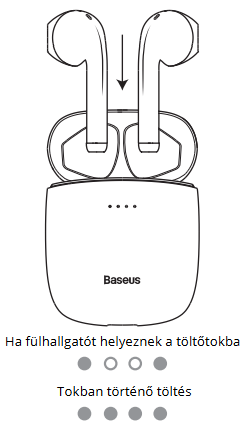 Baseus
Ha fülhallgatót helyeznek a töltőtokba
Tokban történő töltés